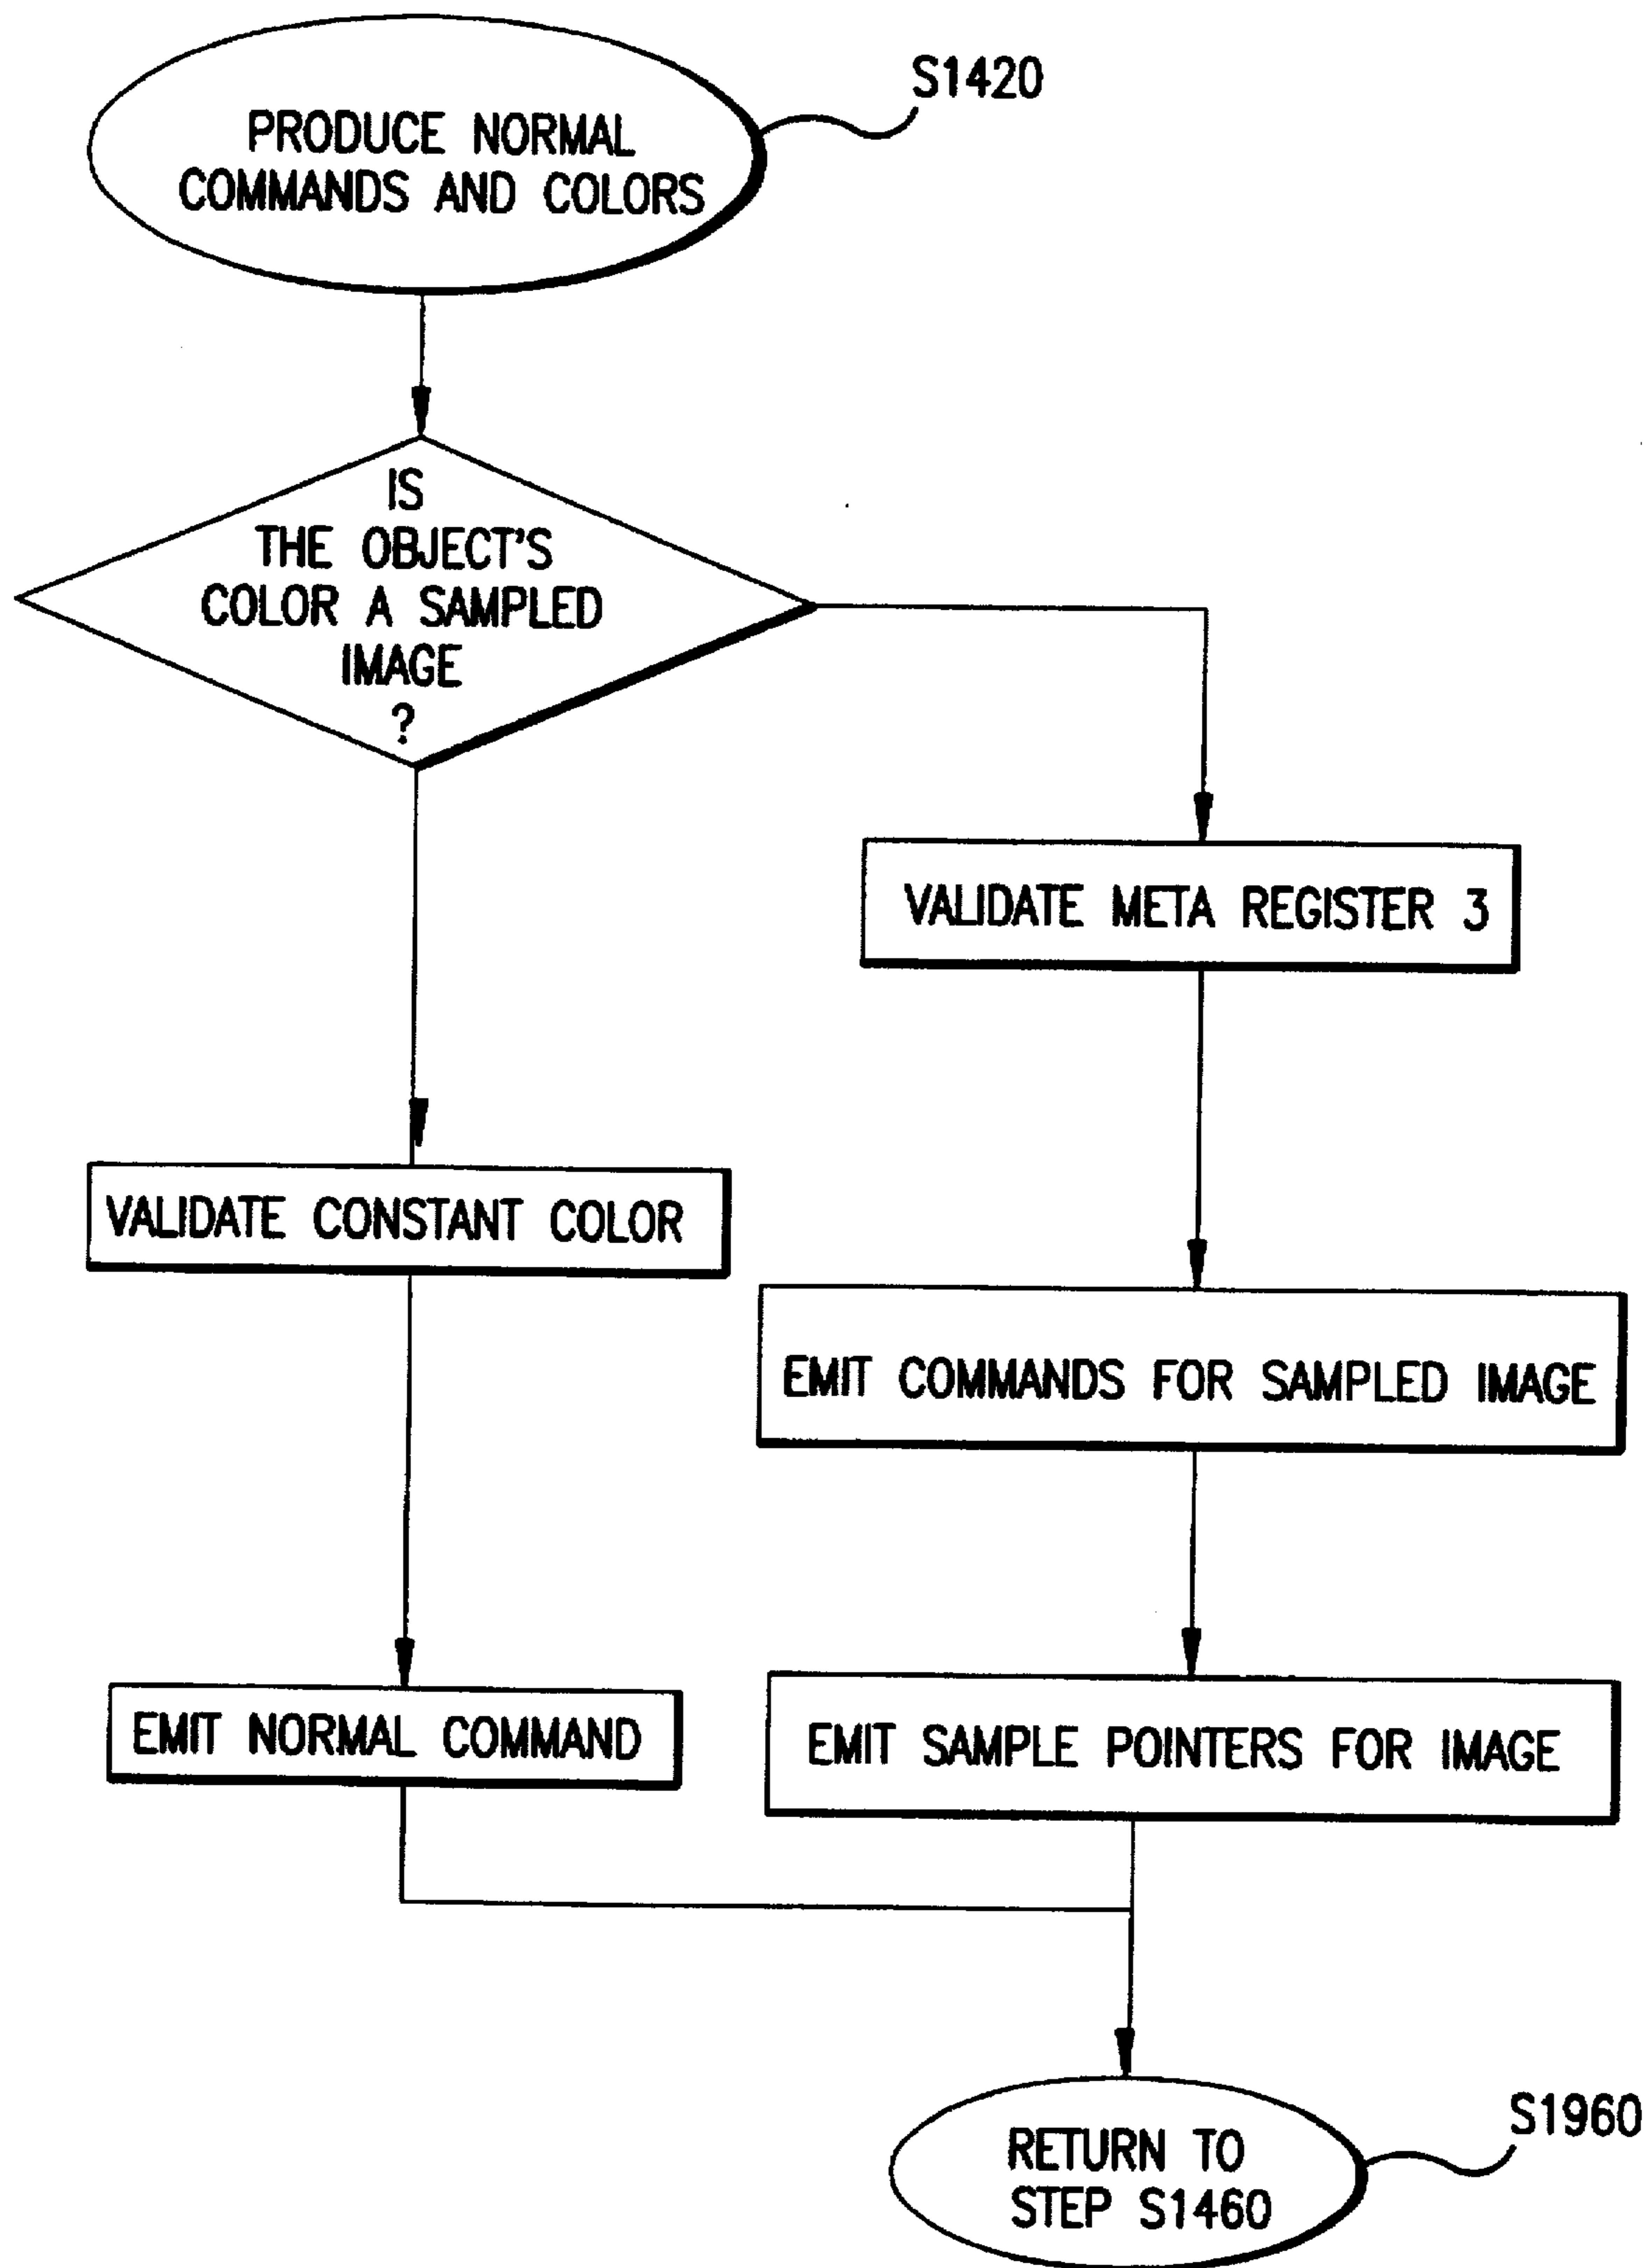 S1420
PRODUCE NORMAL
COMMANDS AND COLORS
IS
THE OBJECT'S
COLOR A SAMPLED
IMAGE
?
VALIDATE META REGISTER 3
VALIDATE CONSTANT COLOR
EMIT COMMANDS FOR SAMPLED IMAGE
EMIT NORMAL COMMAND
EMIT SAMPLE POINTERS FOR IMAGE
S1960
RETURN TO
STEP S1460